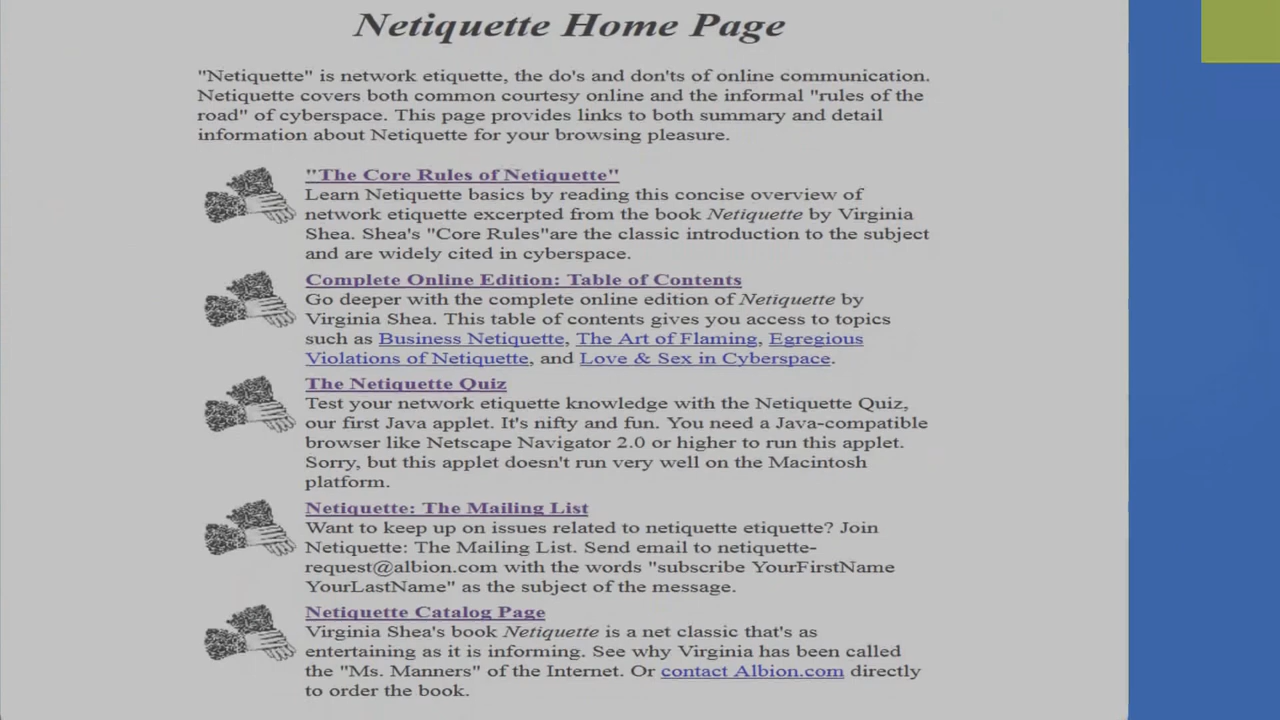 Netiquette Home Page
"Netiquette" is network etiquette, the do's and don'ts of online communication.
Netiquette covers both common courtesy online and the informal "rules of the
road" of cyberspace. This page provides links to both summary and detail
information about Netiquette for your browsing pleasure.
"The Core Rules of Netiquette"
Learn Netiquette basics by reading this concise overview of
network etiquette excerpted from the book Netiquette by Virginia
Shea. Shea's "Core Rules"are the classic introduction to the subject
and are widely cited in cyberspace.
Complete Online Edition: Table of Contents
Go deeper with the complete online edition of Netiquette by
Virginia Shea. This table of contents gives you access to topics
such as Business Netiquette, The Art of Flaming, Egregious
Violations of Netiquette, and Love & Sex in Cyberspace.
The Netiquette Quiz
Test your network etiquette knowledge with the Netiquette Quiz,
our first Java applet. It's nifty and fun. You need a Java-compatible
browser like Netscape Navigator 2.0 or higher to run this applet.
Sorry, but this applet doesn't run very well on the Macintosh
platform.
Netiquette: The Mailing List
Want to keep up on issues related to netiquette etiquette? Join
Netiquette: The Mailing List. Send email to netiquette-
request@albion.com with the words "subscribe YourFirstName
YourLastName" as the subject of the message.
Netiquette Catalog Page
Virginia Shea's book Netiquette is a net classic that's as
entertaining as it is informing. See why Virginia has been called
the "Ms. Manners" of the Internet. Or contact Albion.com directly
to order the book.